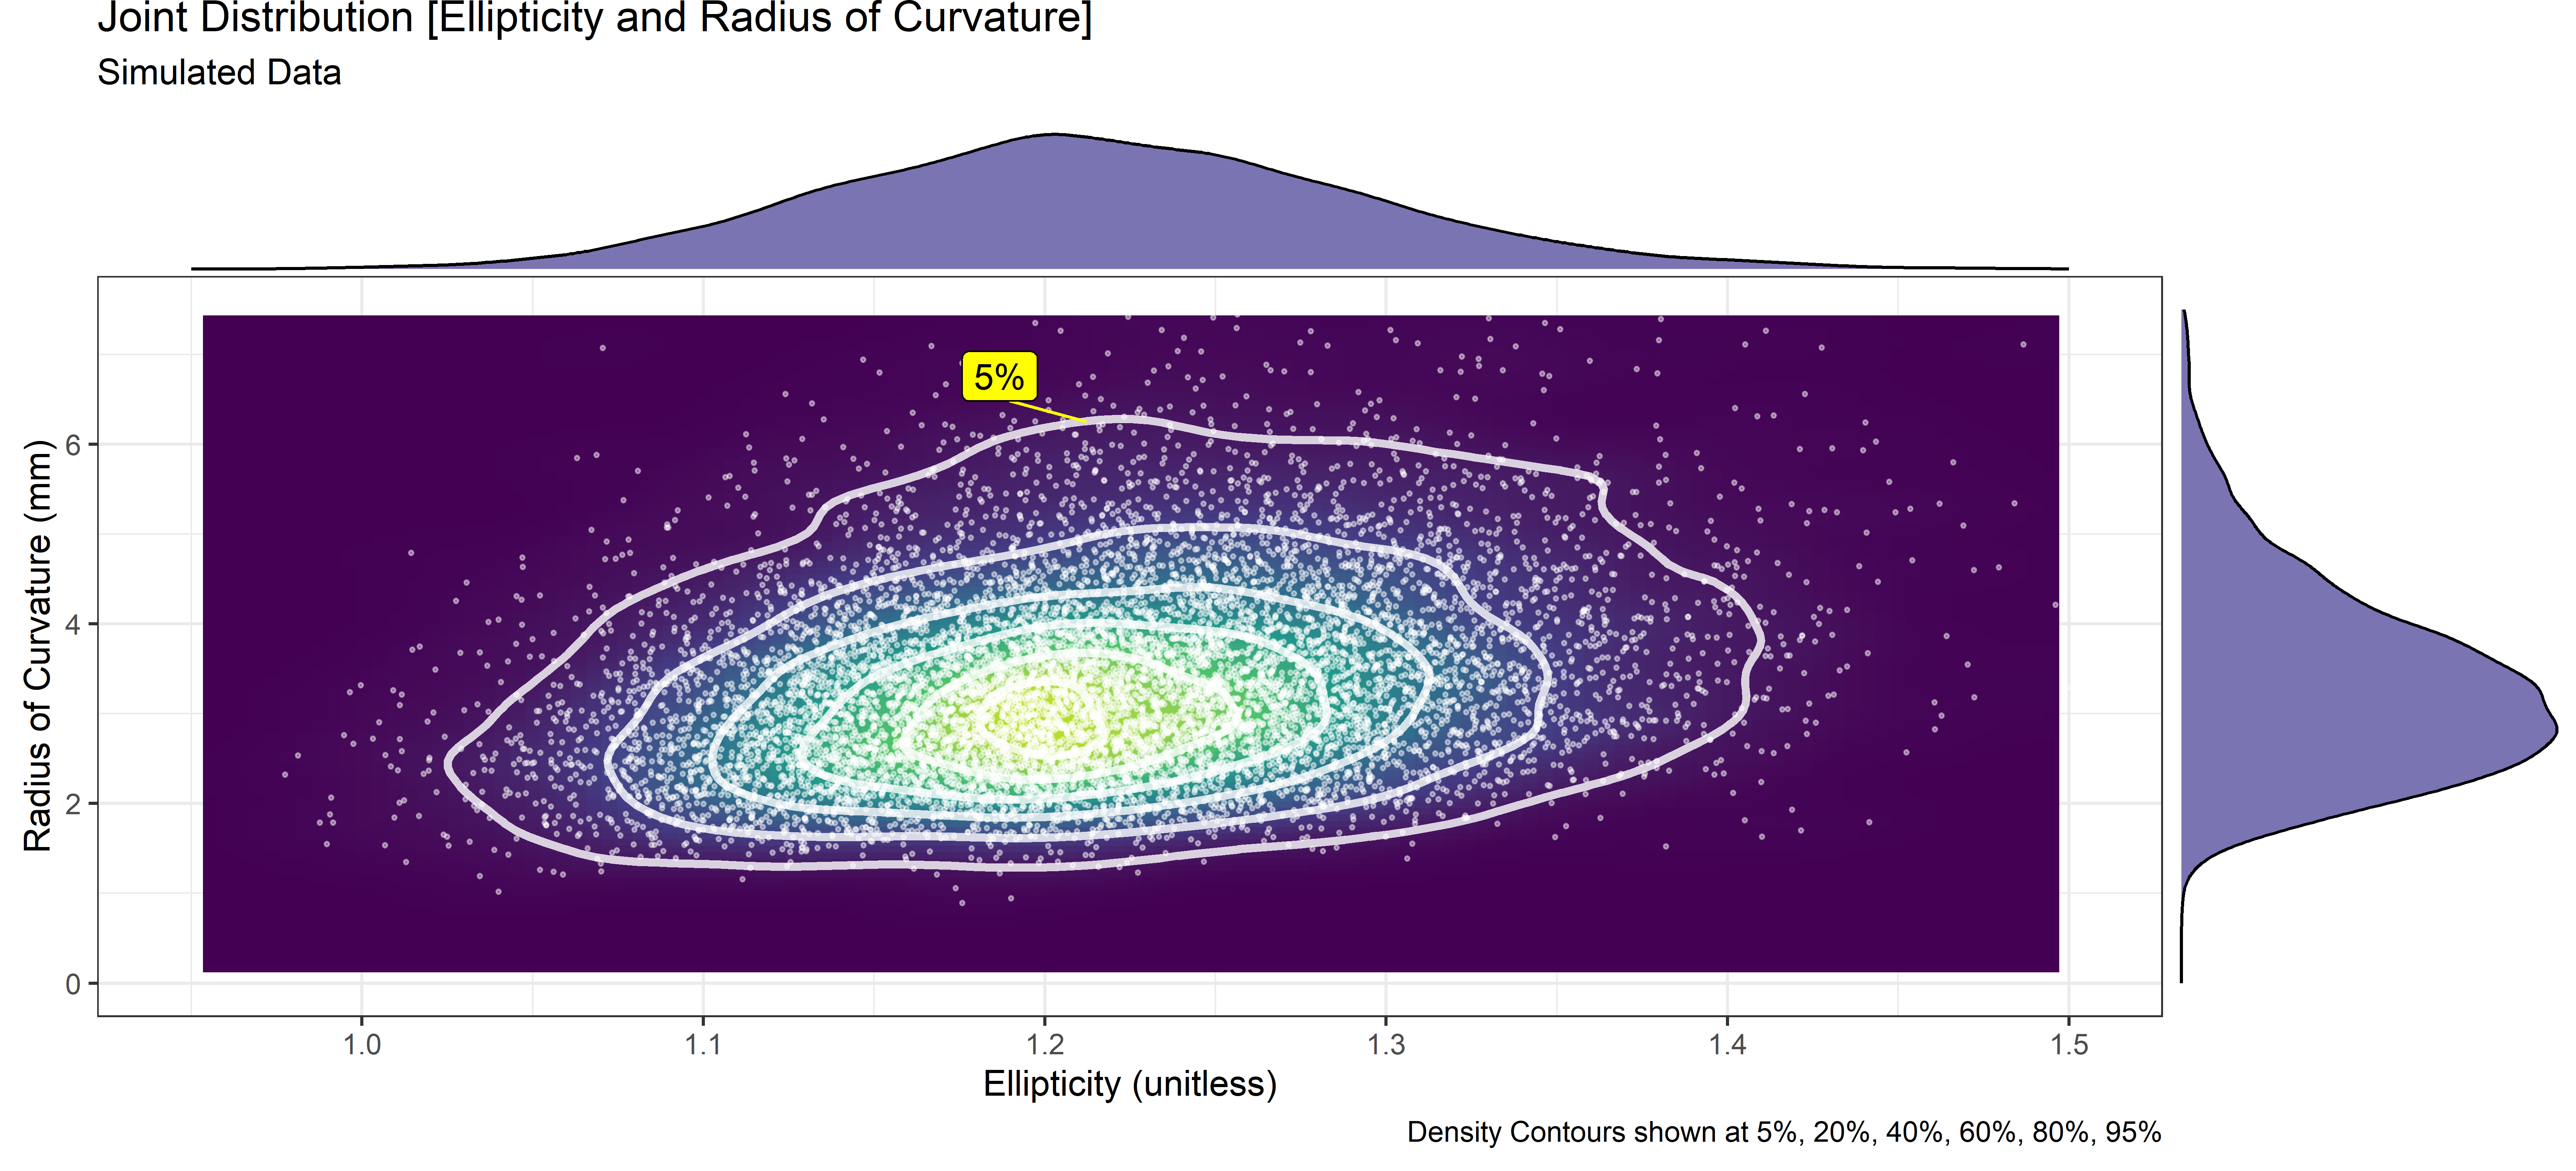 Joint Distribution [Ellipticity and Radius of Curvature]
Simulated Data
5%
Radius of Curvature (mm)
6
4
2
0
1.0 1.1 1.2 1.3 1.4 1.5
Ellipticity (unitless)
Density Contours shown at 5%, 20%, 40%, 60%, 80%, 95%